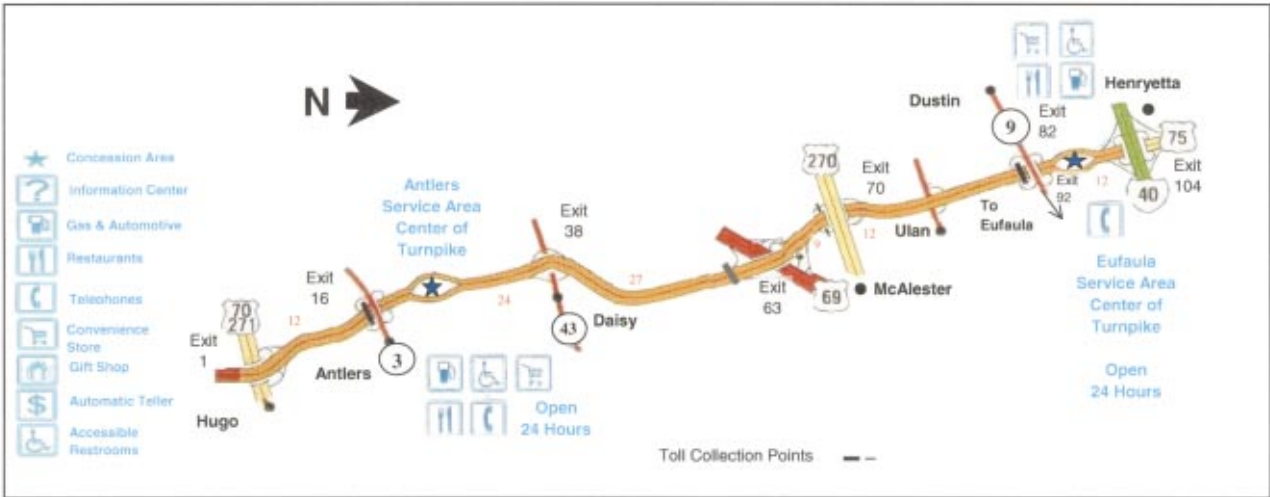 N
Concession Area
Information Center
Gas & Automotive
Restaurants
Teleohones
Convenience
Store
Gift Shop
Automatic Teller
Accessible
Restrooms
Exit
1
70
271
Hugo
12
Exit
16
Antlers
3
Antlers
Service Area
Center of
Turnpike
24
Exit
38
43
Daisy
Open
24 Hours
27
Exit
63
69
9
270
McAlester
12
Exit
70
Ulan
To
Eufaula
Dustin
9
Exit
82
Exit
92
12
Henryetta
75
Exit
104
40
Eufaula
Service Area
Center of
Turnpike
Open
24 Hours
Toll Collection Points